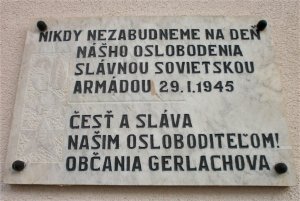 NIKDY NEZABUDNEME NA DEŇ
NÁŠHO OSLOBODENIA
SLÁVNOU SOVIETSKOU
ARMÁDOU 29.I.1945
ČESŤ A SLÁVA
NAŠIM OSLOBODITEĽOM!
OBČANIA GERLACHOVA